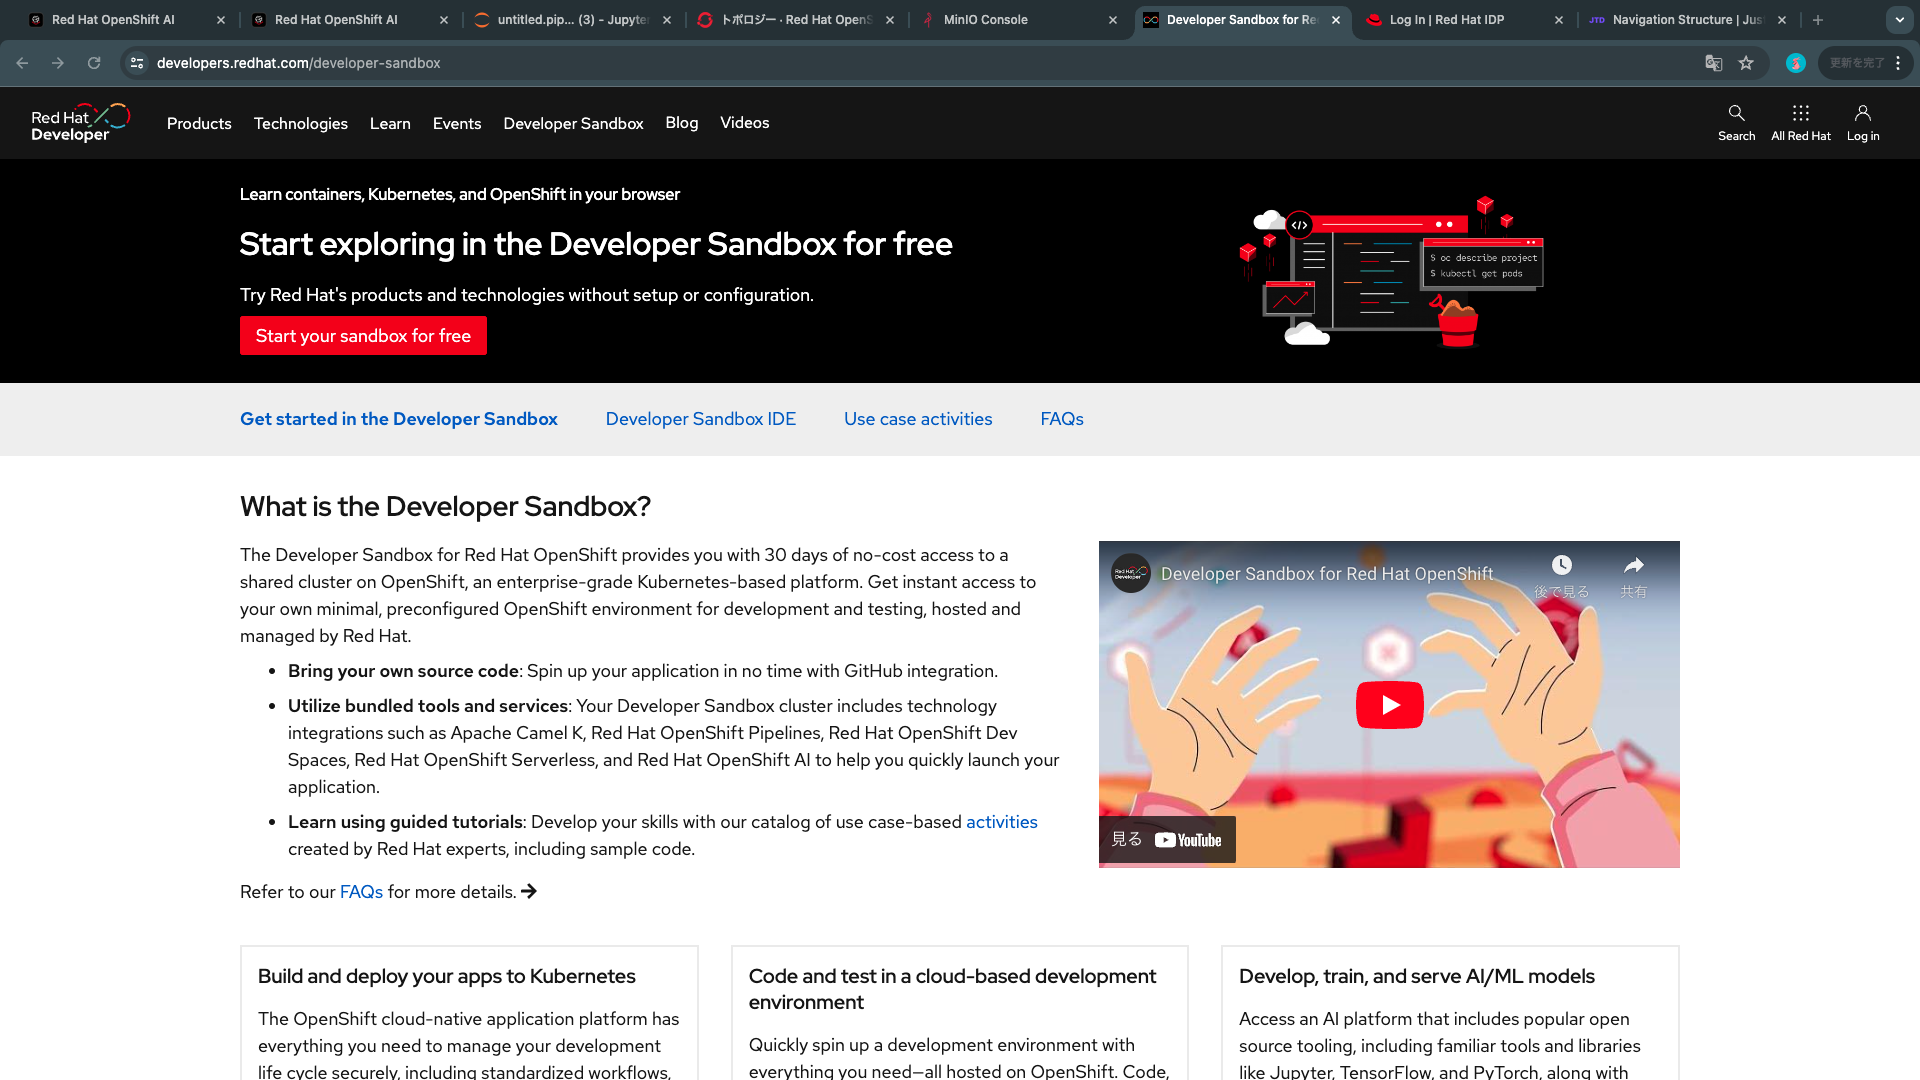 Red Hat OpenShift AI
Red Hat OpenShift AI
untitled.pip... (3) - Jupyter
トポロジー · Red Hat OpenS
MinIO Console
Developer Sandbox for Re
Log In | Red Hat IDP
JTD Navigation Structure | Jus
developers.redhat.com/developer-sandbox
更新を完了
Red Hat
Developer
Products
Technologies
Learn
Events
Developer Sandbox
Blog
Videos
Search
All Red Hat
Log in
Learn containers, Kubernetes, and OpenShift in your browser
Start exploring in the Developer Sandbox for free
Try Red Hat's products and technologies without setup or configuration.
Start your sandbox for free
</>
$ oc describe project
$ kubectl get pods
Get started in the Developer Sandbox
Developer Sandbox IDE
Use case activities
FAQs
What is the Developer Sandbox?
The Developer Sandbox for Red Hat OpenShift provides you with 30 days of no-cost access to a
shared cluster on OpenShift, an enterprise-grade Kubernetes-based platform. Get instant access to
your own minimal, preconfigured OpenShift environment for development and testing, hosted and
managed by Red Hat.
• Bring your own source code: Spin up your application in no time with GitHub integration.
• Utilize bundled tools and services: Your Developer Sandbox cluster includes technology
integrations such as Apache Camel K, Red Hat OpenShift Pipelines, Red Hat OpenShift Dev
Spaces, Red Hat OpenShift Serverless, and Red Hat OpenShift AI to help you quickly launch your
application.
• Learn using guided tutorials: Develop your skills with our catalog of use case-based activities
created by Red Hat experts, including sample code.
Refer to our FAQs for more details.
Red Hat
Developer
Developer Sandbox for Red Hat OpenShift
後で見る
共有
見る
YouTube
Build and deploy your apps to Kubernetes
The OpenShift cloud-native application platform has
everything you need to manage your development
life cycle securely, including standardized workflows,
Code and test in a cloud-based development
environment
Quickly spin up a development environment with
everything you need—all hosted on OpenShift. Code,
Develop, train, and serve AI/ML models
Access an AI platform that includes popular open
source tooling, including familiar tools and libraries
like Jupyter, TensorFlow, and PyTorch, along with